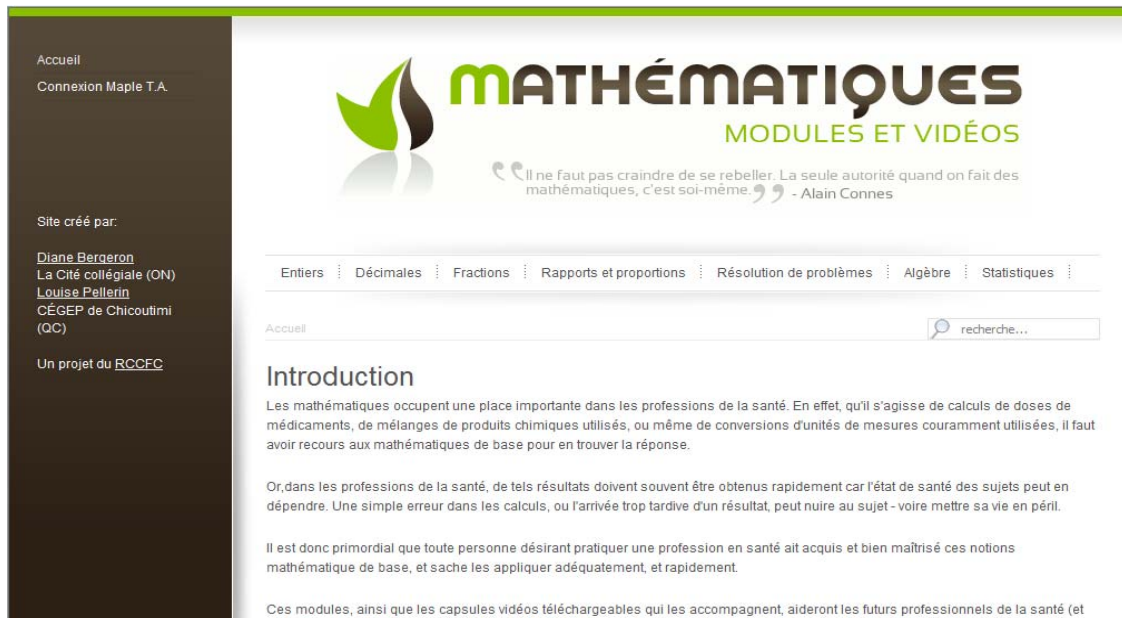 Accueil
Connexion Maple T.A.
Site créé par:
Diane Bergeron
La Cité collégiale (ON)
Louise Pellerin
CÉGEP de Chicoutimi
(QC)
Un projet du RCCFC
MATHÉMATIQUES
MODULES ET VIDÉOS
❛❛Il ne faut pas craindre de se rebeller. La seule autorité quand on fait des
mathématiques, c'est soi-même.❜❜ - Alain Connes
Entiers Décimales Fractions Rapports et proportions Résolution de problèmes Algèbre Statistiques
Accueil recherche...
Introduction
Les mathématiques occupent une place importante dans les professions de la santé. En effet, qu'il s'agisse de calculs de doses de
médicaments, de mélanges de produits chimiques utilisés, ou même de conversions d'unités de mesures couramment utilisées, il faut
avoir recours aux mathématiques de base pour en trouver la réponse.
Or,dans les professions de la santé, de tels résultats doivent souvent être obtenus rapidement car l'état de santé des sujets peut en
dépendre. Une simple erreur dans les calculs, ou l'arrivée trop tardive d'un résultat, peut nuire au sujet - voire mettre sa vie en péril.
Il est donc primordial que toute personne désirant pratiquer une profession en santé ait acquis et bien maîtrisé ces notions
mathématique de base, et sache les appliquer adéquatement, et rapidement.
Ces modules, ainsi que les capsules vidéos téléchargeables qui les accompagnent, aideront les futurs professionnels de la santé (et